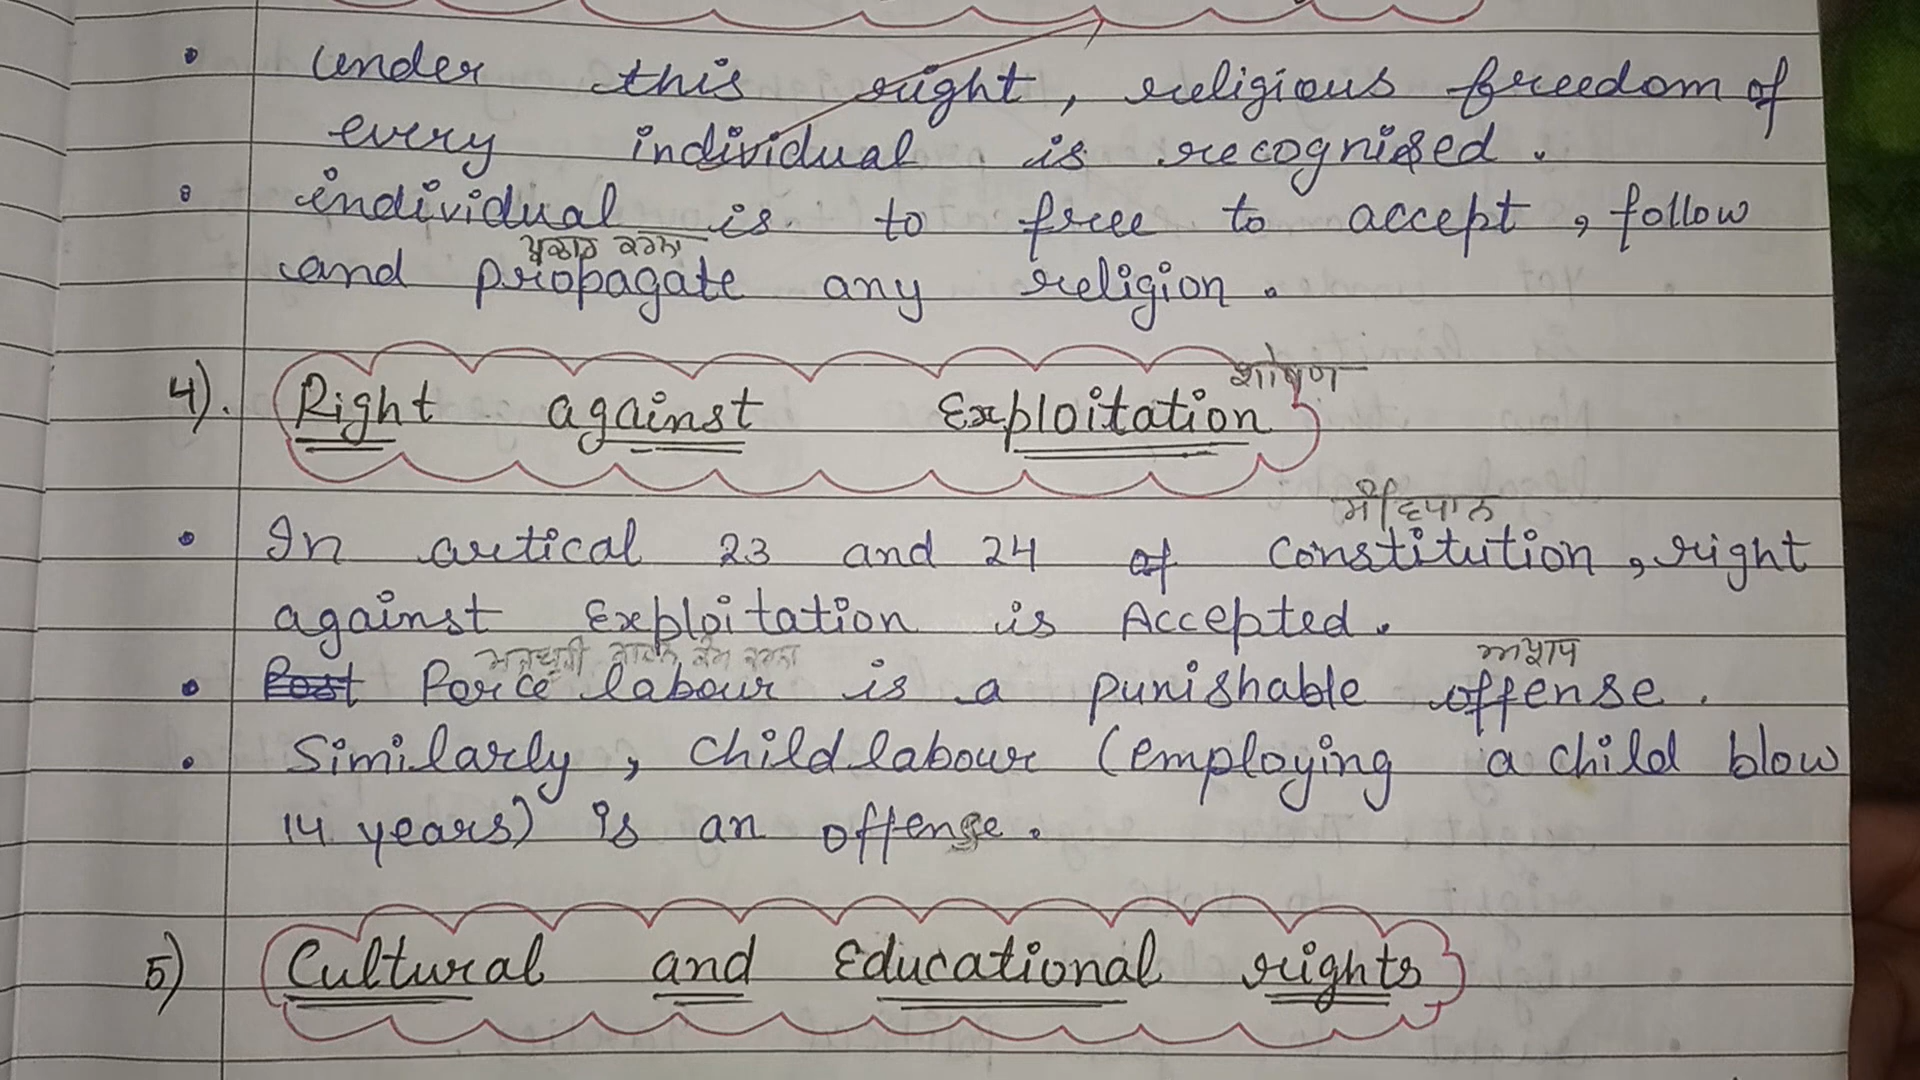 • under this right, religious freedom of
every individual is recognised.
• individual is to free to accept, follow
and propagate any religion.
शोषण
4). Right against Exploitation
• In artical 23 and 24 of Constitution, right
against Exploitation is Accepted.
• Force labour is a punishable offense.
• Similarly, child labour (employing a child blow
14 years) is an offense.
5) Cultural and Educational rights